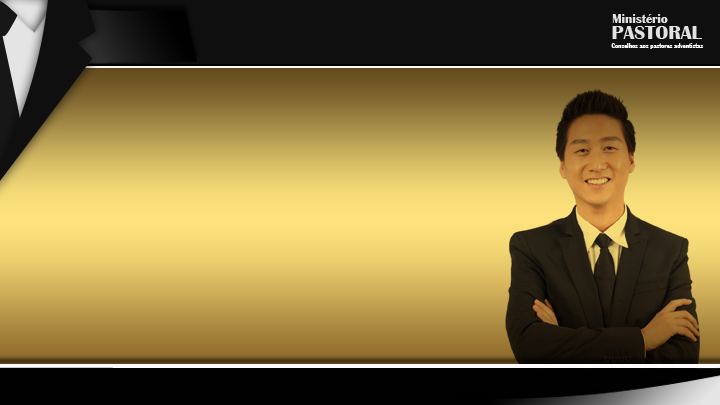 Ministério
PASTORAL
Conselhos aos pastores adventistas